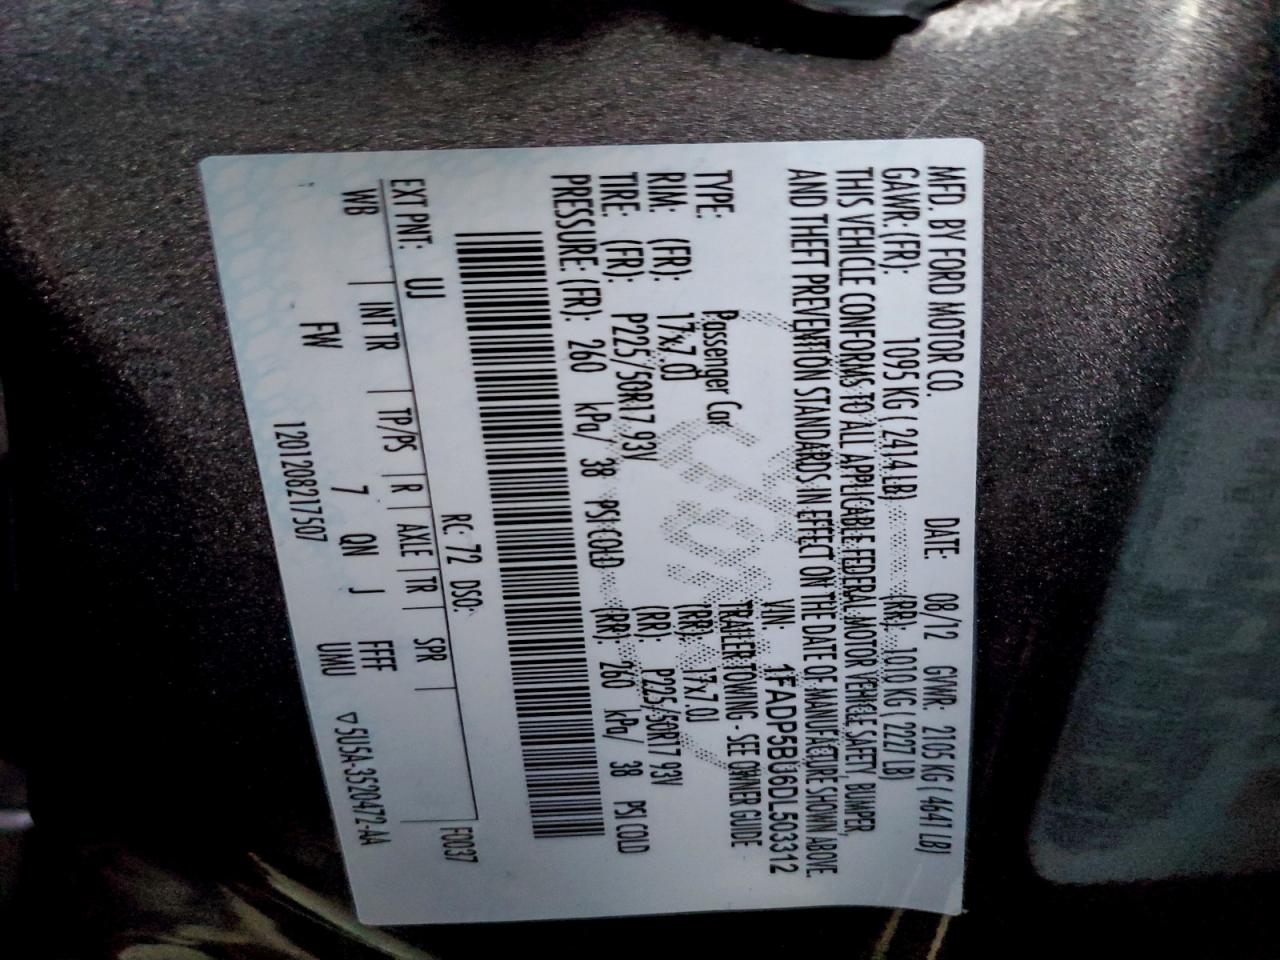 MFD. BY FORD MOTOR CO. DATE: 08/12 GVWR: 2105 KG ( 4641 LB)
GAWR: (FR): 1095 KG ( 2414 LB) (RR): 1010 KG ( 2227 LB)
THIS VEHICLE CONFORMS TO ALL APPLICABLE FEDERAL MOTOR VEHICLE SAFETY, BUMPER,
AND THEFT PREVENTION STANDARDS IN EFFECT ON THE DATE OF MANUFACTURE SHOWN ABOVE.
VIN: 1FADP5BU6DL503312
TYPE: Passenger Car TRAILER TOWING - SEE OWNER GUIDE
RIM: (FR): 17x7.0J (RR): 17x7.0J
TIRE: (FR): P225/50R17 93V (RR): P225/50R17 93V
PRESSURE: (FR): 260 kPa/ 38 PSI COLD (RR): 260 kPa/ 38 PSI COLD
RC: 72 DSO: F0037
EXT PNT: UJ
WB INT TR TP/PS R AXLE TR SPR
FW 7 QN J FFFF
1201208217507 UMU ▽5U5A-3520472-AA